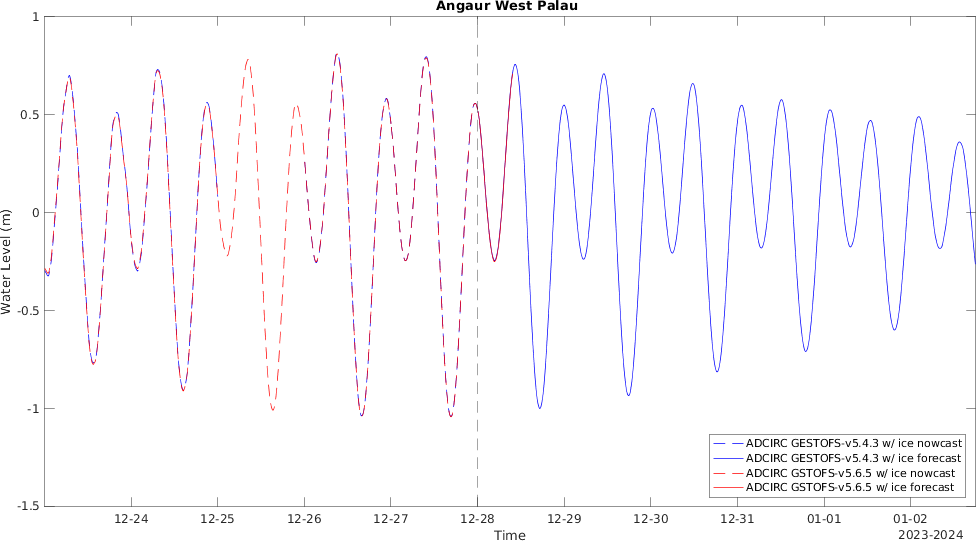 Angaur West Palau
1
0.5
0
-0.5
-1
-1.5
Water Level (m)
ADCIRC GESTOFS-v5.4.3 w/ ice nowcast
ADCIRC GESTOFS-v5.4.3 w/ ice forecast
ADCIRC GSTOFS-v5.6.5 w/ ice nowcast
ADCIRC GSTOFS-v5.6.5 w/ ice forecast
12-24 12-25 12-26 12-27 12-28 12-29 12-30 12-31 01-01 01-02
Time
2023-2024